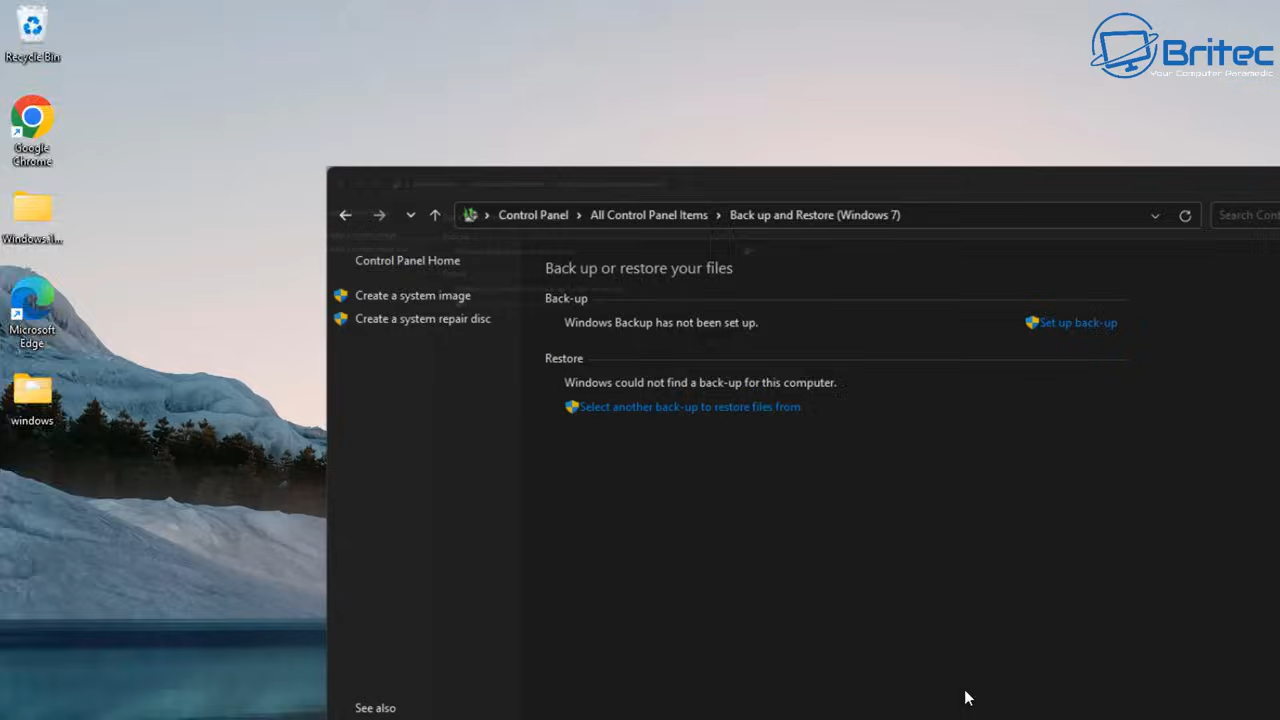 Britec
Your Computer Paramedic
Recycle Bin
Google
Chrome
Windows.I...
Microsoft
Edge
windows
Control Panel > All Control Panel Items > Back up and Restore (Windows 7)
Search Cont
Control Panel Home
Create a system image
Create a system repair disc
Back up or restore your files
Back-up
Windows Backup has not been set up.
Set up back-up
Restore
Windows could not find a back-up for this computer.
Select another back-up to restore files from
See also